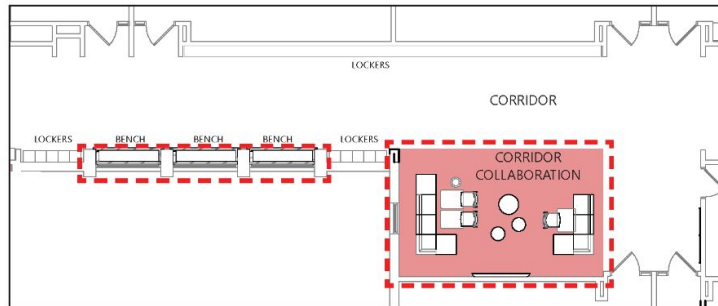 LOCKERS
CORRIDOR
LOCKERS
BENCH
BENCH
BENCH
LOCKERS
CORRIDOR
COLLABORATION